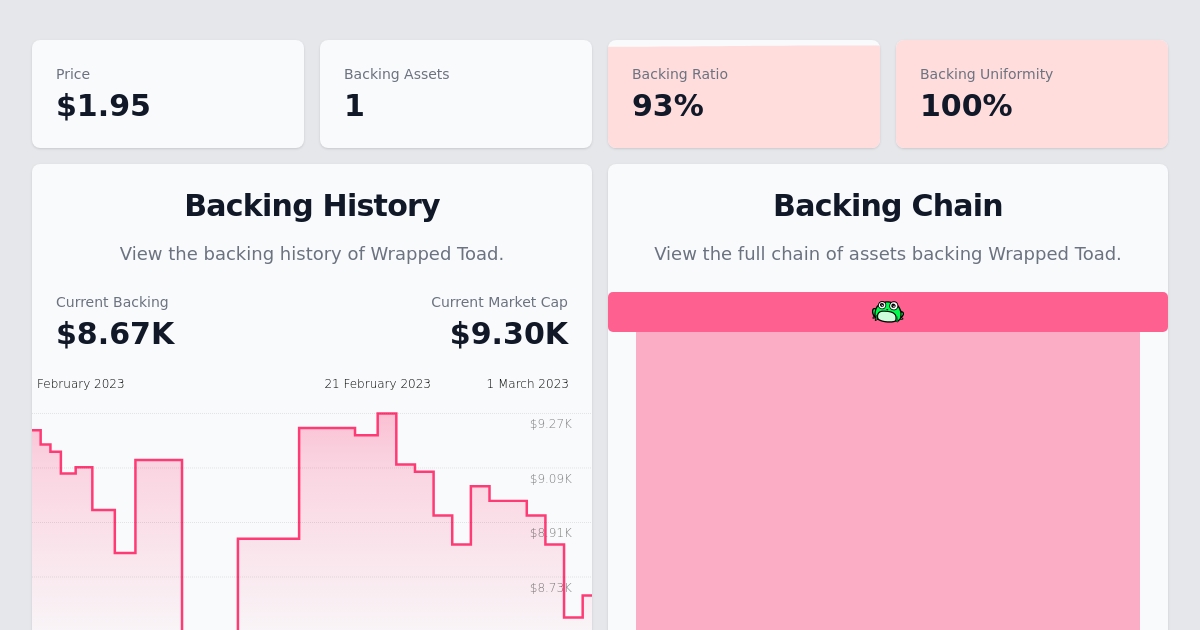 Price
$1.95
Backing Assets
1
Backing Ratio
93%
Backing Uniformity
100%
Backing History
View the backing history of Wrapped Toad.
Current Backing
$8.67K
Current Market Cap
$9.30K
February 2023
21 February 2023
1 March 2023
$9.27K
$9.09K
$8.91K
$8.73K
Backing Chain
View the full chain of assets backing Wrapped Toad.